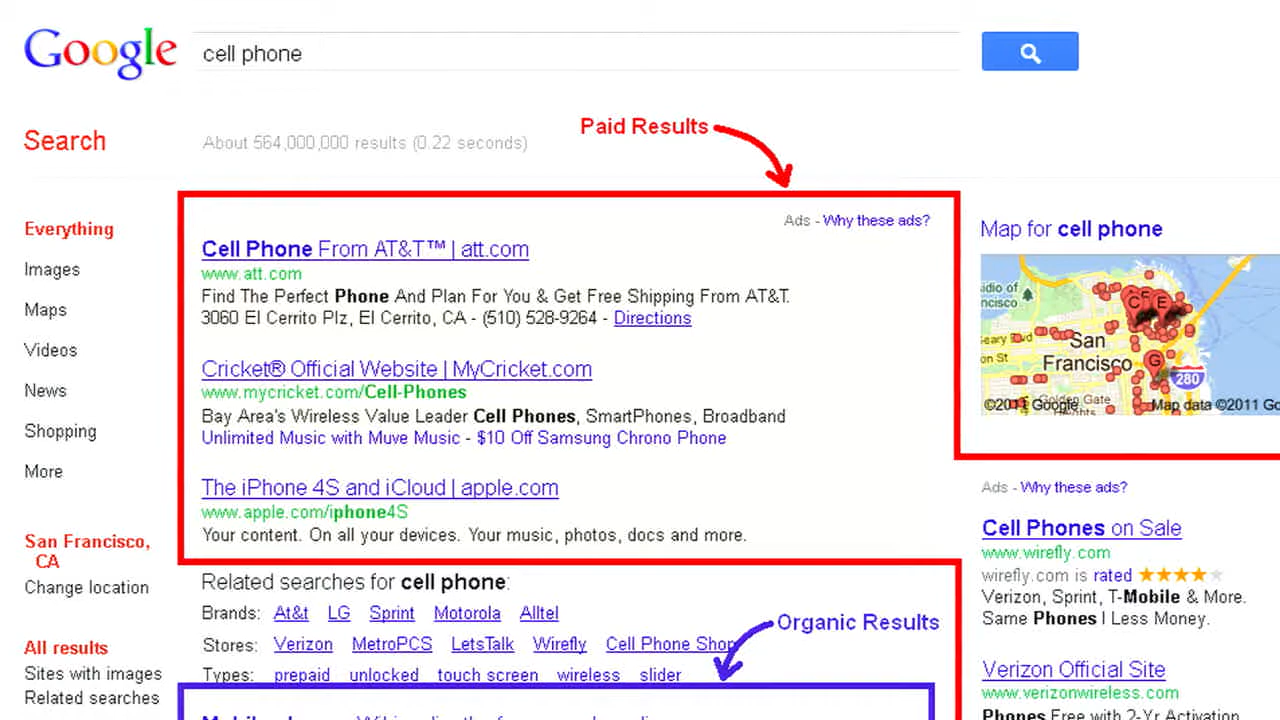 Google
cell phone
Search
About 564,000,000 results (0.22 seconds)
Paid Results
Everything
Images
Maps
Videos
News
Shopping
More
San Francisco,
CA
Change location
All results
Sites with images
Related searches
Ads - Why these ads?
Cell Phone From AT&T™ | att.com
www.att.com
Find The Perfect Phone And Plan For You & Get Free Shipping From AT&T.
3060 El Cerrito Plz, El Cerrito, CA - (510) 528-9264 - Directions
Cricket® Official Website | MyCricket.com
www.mycricket.com/Cell-Phones
Bay Area's Wireless Value Leader Cell Phones, SmartPhones, Broadband
Unlimited Music with Muve Music - $10 Off Samsung Chrono Phone
The iPhone 4S and iCloud | apple.com
www.apple.com/iphone4S
Your content. On all your devices. Your music, photos, docs and more.
Related searches for cell phone:
Brands: At&t LG Sprint Motorola Alltel
Organic Results
Stores: Verizon MetroPCS LetsTalk Wirefly Cell Phone Shop
Types: prepaid unlocked touch screen wireless slider
Map for cell phone
San
Francisco
280
C
E
G
Golden Gate
Heights
©2011 Google
Map data ©2011 Go
Ads - Why these ads?
Cell Phones on Sale
www.wirefly.com
wirefly.com is rated
Verizon, Sprint, T-Mobile & More.
Same Phones | Less Money.
Verizon Official Site
www.verizonwireless.com
Phones Free with 2-Yr Activation